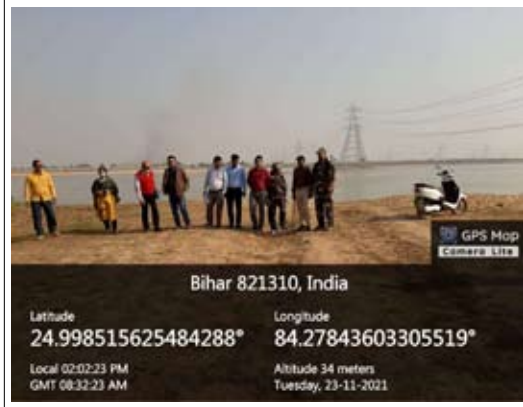 GPS Map
Camera Lite
Bihar 821310, India
Latitude
24.998515625484288°
Longitude
84.27843603305519°
Local 02:02:23 PM
GMT 08:32:23 AM
Altitude 34 meters
Tuesday, 23-11-2021